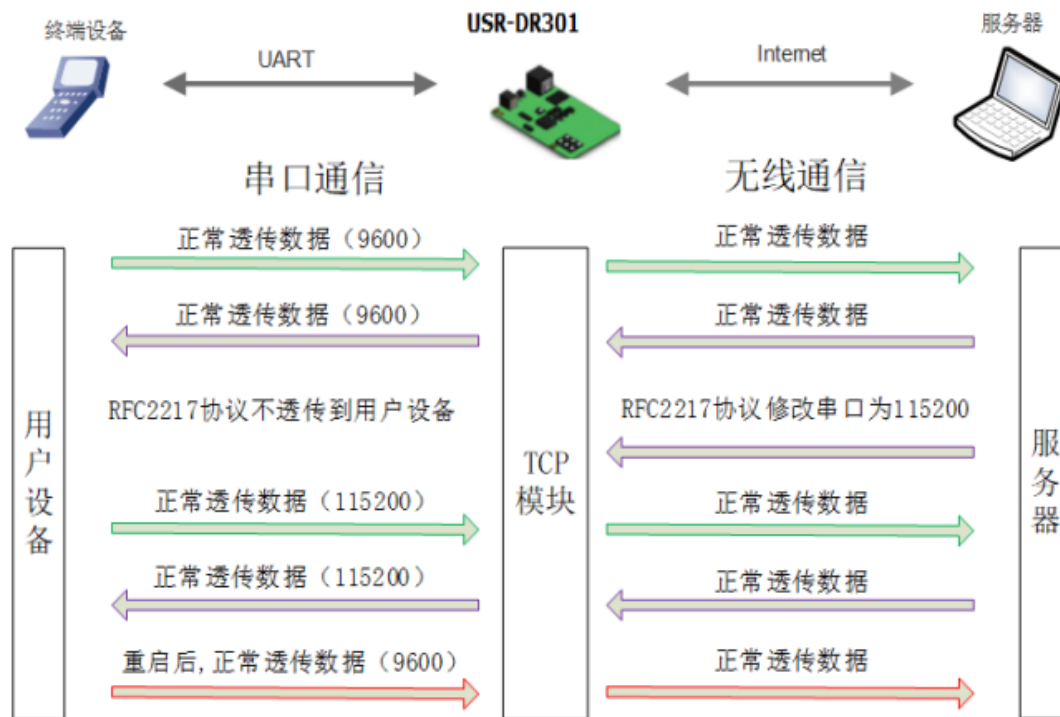 USR-DR301
终端设备
服务器
UART
Internet
串口通信
无线通信
正常透传数据（9600）
正常透传数据
正常透传数据（9600）
正常透传数据
RFC2217协议不透传到用户设备
RFC2217协议修改串口为115200
用户设备
TCP
模块
服务器
正常透传数据（115200）
正常透传数据
正常透传数据（115200）
正常透传数据
重启后,正常透传数据（9600）
正常透传数据